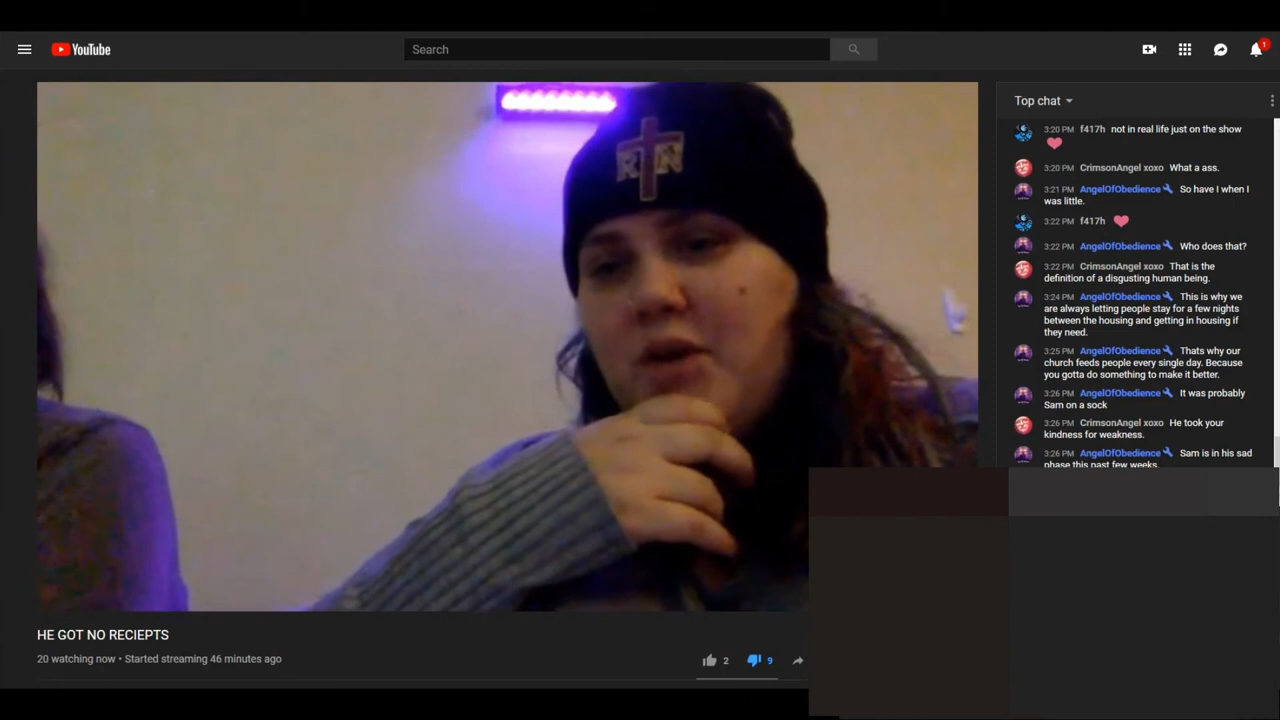 YouTube
Search
1
Top chat
3:20 PM f417h not in real life just on the show
3:20 PM CrimsonAngel xoxo What a ass.
3:21 PM AngelOfObedience So have I when I
was little.
3:22 PM f417h
3:22 PM AngelOfObedience Who does that?
3:22 PM CrimsonAngel xoxo That is the
definition of a disgusting human being.
3:24 PM AngelOfObedience This is why we
are always letting people stay for a few nights
between the housing and getting in housing if
they need.
3:25 PM AngelOfObedience Thats why our
church feeds people every single day. Because
you gotta do something to make it better.
3:26 PM AngelOfObedience It was probably
Sam on a sock
3:26 PM CrimsonAngel xoxo He took your
kindness for weakness.
3:26 PM AngelOfObedience Sam is in his sad
phase this past few weeks.
HE GOT NO RECIEPTS
20 watching now • Started streaming 46 minutes ago
2 9